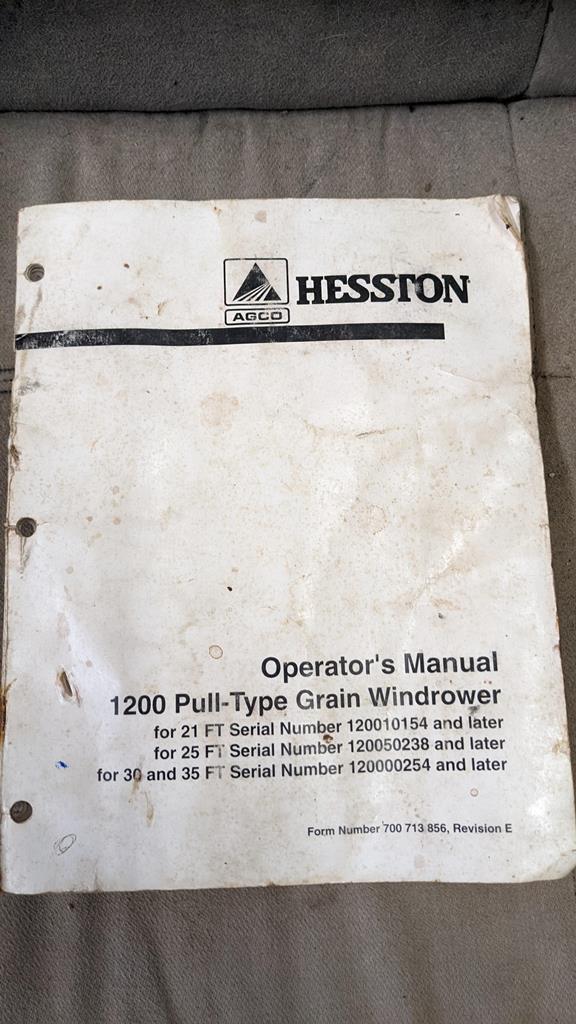 HESSTON
AGCO
Operator's Manual
1200 Pull-Type Grain Windrower
for 21 FT Serial Number 120010154 and later
for 25 FT Serial Number 120050238 and later
for 30 and 35 FT Serial Number 120000254 and later
Form Number 700 713 856, Revision E